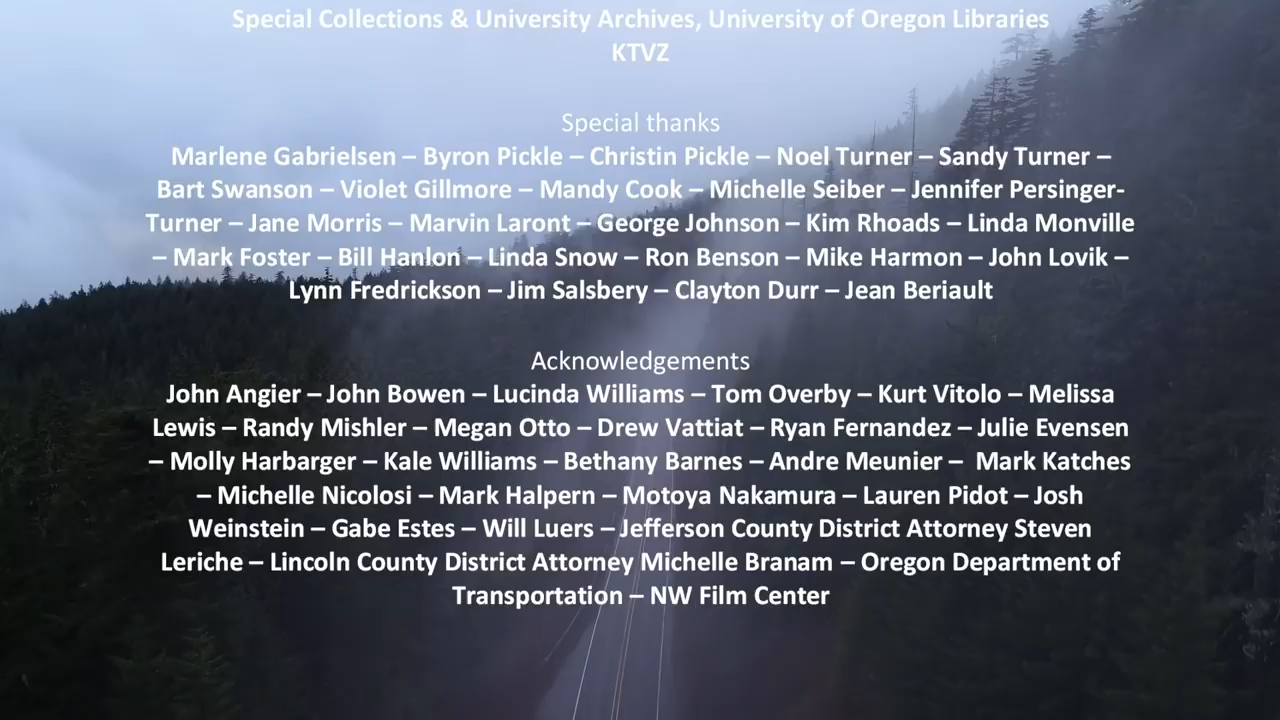 Special Collections & University Archives, University of Oregon Libraries
KTVZ
Special thanks
Marlene Gabrielsen – Byron Pickle – Christin Pickle – Noel Turner – Sandy Turner –
Bart Swanson – Violet Gillmore – Mandy Cook – Michelle Seiber – Jennifer Persinger-
Turner – Jane Morris – Marvin Laront – George Johnson – Kim Rhoads – Linda Monville
– Mark Foster – Bill Hanlon – Linda Snow – Ron Benson – Mike Harmon – John Lovik –
Lynn Fredrickson – Jim Salsbery – Clayton Durr – Jean Beriault
Acknowledgements
John Angier – John Bowen – Lucinda Williams – Tom Overby – Kurt Vitolo – Melissa
Lewis – Randy Mishler – Megan Otto – Drew Vattiat – Ryan Fernandez – Julie Evensen
– Molly Harbarger – Kale Williams – Bethany Barnes – Andre Meunier –  Mark Katches
– Michelle Nicolosi – Mark Halpern – Motoya Nakamura – Lauren Pidot – Josh
Weinstein – Gabe Estes – Will Luers – Jefferson County District Attorney Steven
Leriche – Lincoln County District Attorney Michelle Branam – Oregon Department of
Transportation – NW Film Center